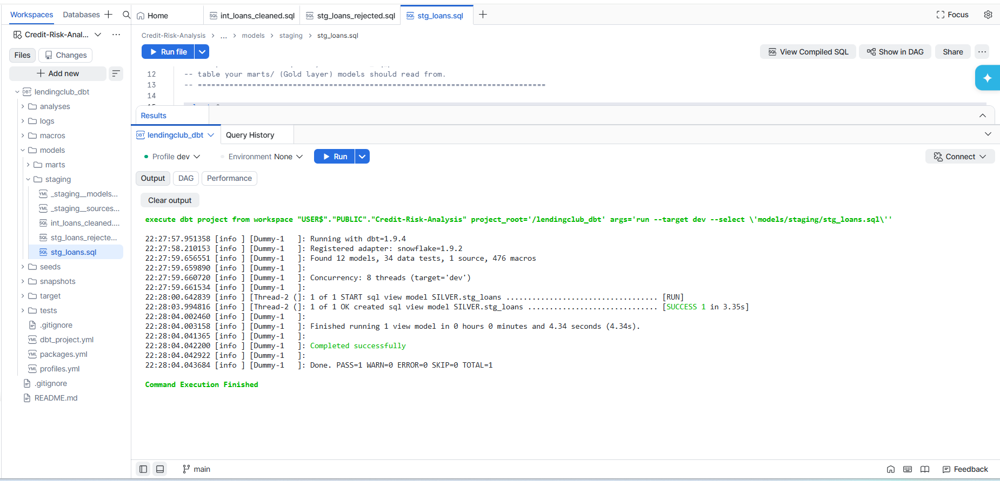 Workspaces Databases
Home
int_loans_cleaned.sql
stg_loans_rejected.sql
stg_loans.sql
Focus
Credit-Risk-Anal...
Files
Changes
Add new
lendingclub_dbt
analyses
logs
macros
models
marts
staging
_staging__models...
_staging__sources...
int_loans_cleaned....
stg_loans_rejecte...
stg_loans.sql
seeds
snapshots
target
tests
.gitignore
dbt_project.yml
packages.yml
profiles.yml
.gitignore
README.md
Credit-Risk-Analysis > ... > models > staging > stg_loans.sql
Run file
View Compiled SQL
Show in DAG
Share
12 -- table your marts/ (Gold layer) models should read from.
13 -- =============================================================================
14
Results
lendingclub_dbt
Query History
Profile dev
Environment None
Run
Connect
Output
DAG
Performance
Clear output
execute dbt project from workspace "USER$"."PUBLIC"."Credit-Risk-Analysis" project_root='/lendingclub_dbt' args='run --target dev --select \'models/staging/stg_loans.sql\''
22:27:57.951358 [info ] [Dummy-1   ]: Running with dbt=1.9.4
22:27:58.210153 [info ] [Dummy-1   ]: Registered adapter: snowflake=1.9.2
22:27:59.656551 [info ] [Dummy-1   ]: Found 12 models, 34 data tests, 1 source, 476 macros
22:27:59.659890 [info ] [Dummy-1   ]:
22:27:59.660720 [info ] [Dummy-1   ]: Concurrency: 8 threads (target='dev')
22:27:59.661534 [info ] [Dummy-1   ]:
22:28:00.642839 [info ] [Thread-2 (]: 1 of 1 START sql view model SILVER.stg_loans ................................... [RUN]
22:28:03.994816 [info ] [Thread-2 (]: 1 of 1 OK created sql view model SILVER.stg_loans .............................. [SUCCESS 1 in 3.35s]
22:28:04.002460 [info ] [Dummy-1   ]:
22:28:04.003158 [info ] [Dummy-1   ]: Finished running 1 view model in 0 hours 0 minutes and 4.34 seconds (4.34s).
22:28:04.041365 [info ] [Dummy-1   ]:
22:28:04.042200 [info ] [Dummy-1   ]: Completed successfully
22:28:04.042922 [info ] [Dummy-1   ]:
22:28:04.043684 [info ] [Dummy-1   ]: Done. PASS=1 WARN=0 ERROR=0 SKIP=0 TOTAL=1
Command Execution Finished
main
Feedback